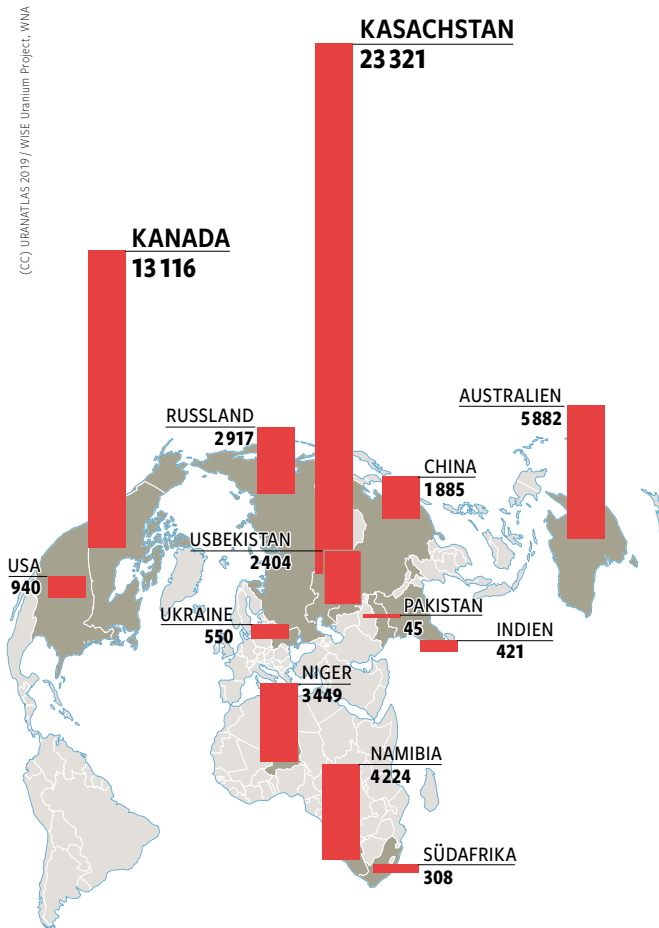 (CC) URANATLAS 2019 / WISE Uranium Project, WNA
KASACHSTAN
23 321
KANADA
13 116
AUSTRALIEN
5 882
RUSSLAND
2 917
CHINA
1 885
USBEKISTAN
2 404
USA
940
PAKISTAN
45
UKRAINE
550
INDIEN
421
NIGER
3 449
NAMIBIA
4 224
SÜDAFRIKA
308